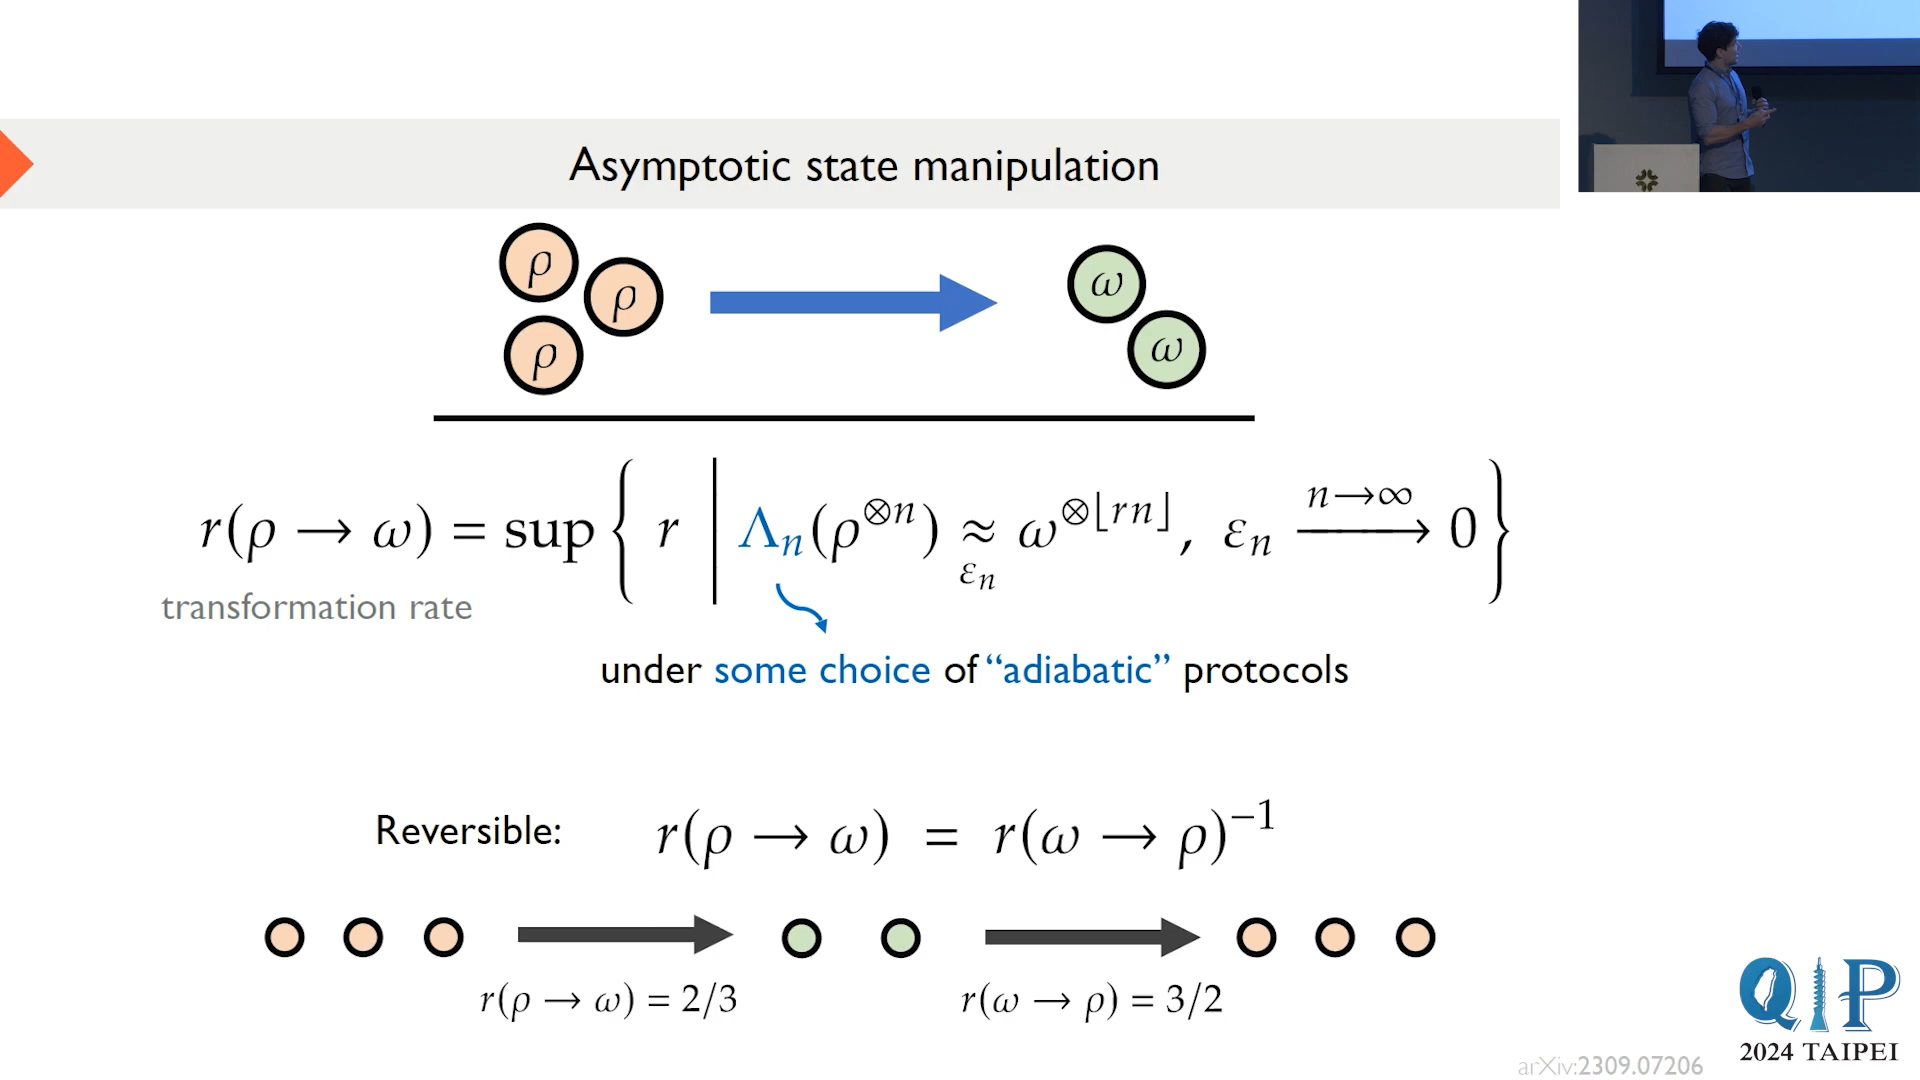 Asymptotic state manipulation
ρ
ρ
ρ
ω
ω
r(ρ → ω) = sup { r | Λₙ(ρ^{⊗n}) ≈_{εₙ} ω^{⊗⌊rn⌋}, εₙ \xrightarrow{n→∞} 0 }
transformation rate
under some choice of “adiabatic” protocols
Reversible: r(ρ → ω) = r(ω → ρ)⁻¹
r(ρ → ω) = 2/3
r(ω → ρ) = 3/2
QIP
2024 TAIPEI
arXiv:2309.07206